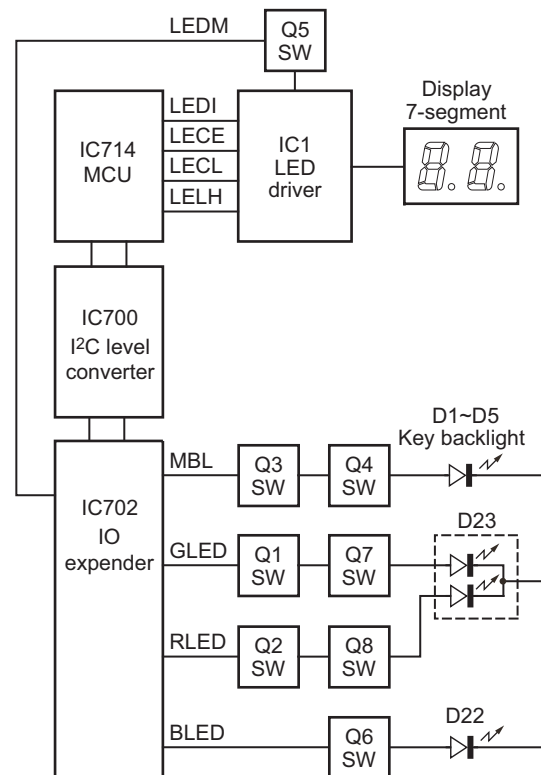 LEDM
Q5
SW
Display
7-segment
LEDI
LECE
LECL
LELH
IC714
MCU
IC1
LED
driver
IC700
I²C level
converter
D1~D5
Key backlight
MBL
Q3
SW
Q4
SW
IC702
IO
expender
D23
GLED
Q1
SW
Q7
SW
RLED
Q2
SW
Q8
SW
D22
BLED
Q6
SW